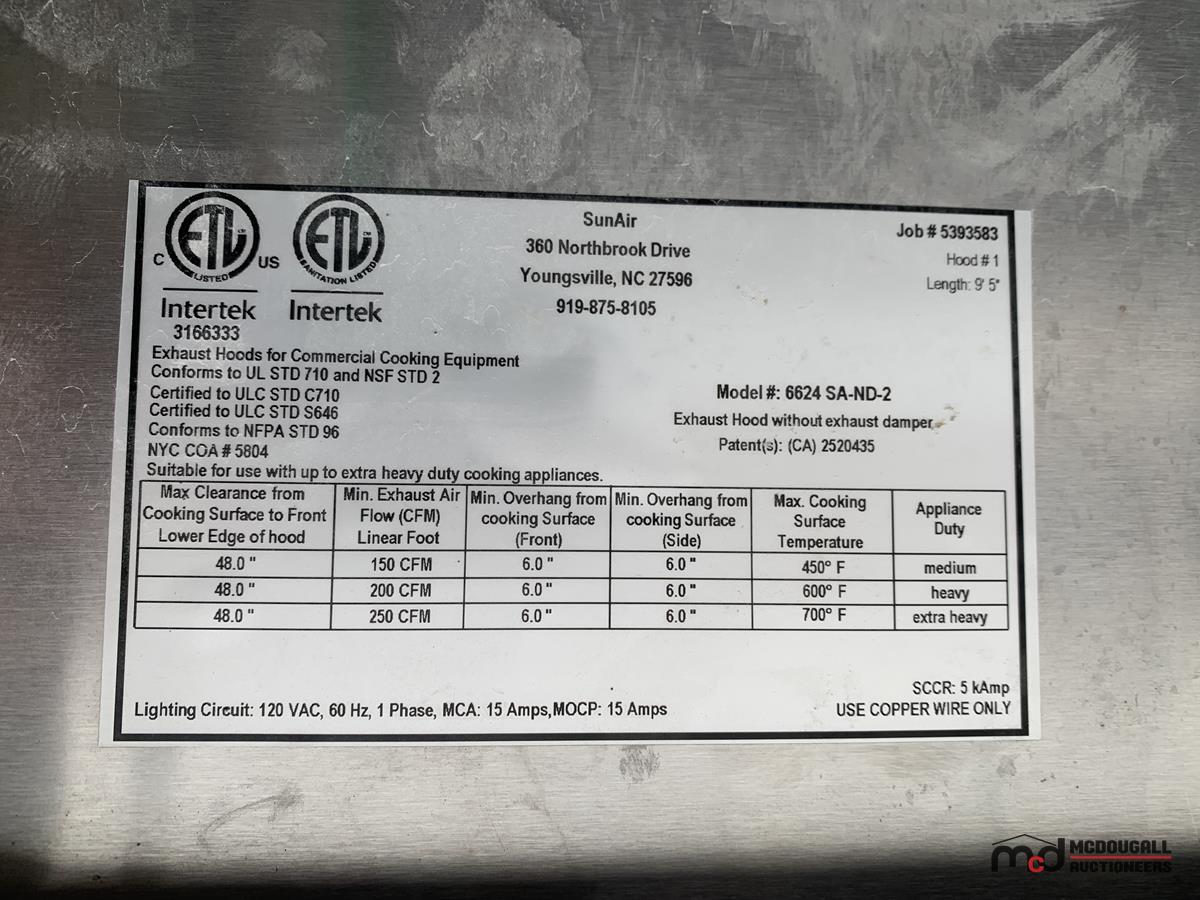 C ETL US LISTED
ETL SANITATION LISTED
Intertek
3166333
Intertek
SunAir
360 Northbrook Drive
Youngsville, NC 27596
919-875-8105
Job # 5393583
Hood # 1
Length: 9' 5"
Exhaust Hoods for Commercial Cooking Equipment
Conforms to UL STD 710 and NSF STD 2
Certified to ULC STD C710
Certified to ULC STD S646
Conforms to NFPA STD 96
NYC COA # 5804
Model #: 6624 SA-ND-2
Exhaust Hood without exhaust damper
Patent(s): (CA) 2520435
Suitable for use with up to extra heavy duty cooking appliances.
Max Clearance from
Cooking Surface to Front
Lower Edge of hood
Min. Exhaust Air
Flow (CFM)
Linear Foot
Min. Overhang from
cooking Surface
(Front)
Min. Overhang from
cooking Surface
(Side)
Max. Cooking
Surface
Temperature
Appliance
Duty
48.0 " 150 CFM 6.0 " 6.0 " 450° F medium
48.0 " 200 CFM 6.0 " 6.0 " 600° F heavy
48.0 " 250 CFM 6.0 " 6.0 " 700° F extra heavy
SCCR: 5 kAmp
Lighting Circuit: 120 VAC, 60 Hz, 1 Phase, MCA: 15 Amps,MOCP: 15 Amps
USE COPPER WIRE ONLY
mcd MCDOUGALL
AUCTIONEERS